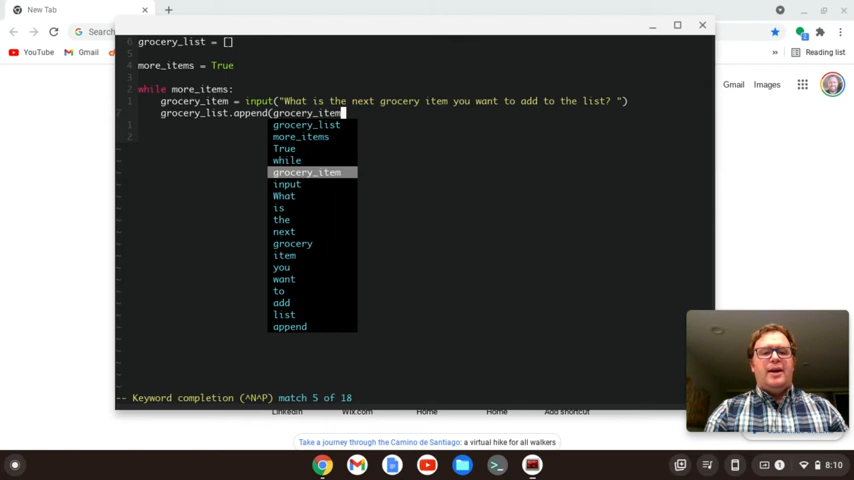 New Tab
Search
YouTube
Gmail
Reading list
Gmail
Images
6 grocery_list = []
5
4 more_items = True
3
2 while more_items:
1 grocery_item = input("What is the next grocery item you want to add to the list? ")
7 grocery_list.append(grocery_item
1
2
grocery_list
more_items
True
while
grocery_item
input
What
is
the
next
grocery
item
you
want
to
add
list
append
-- Keyword completion (^N^P) match 5 of 18
LinkedIn
Wix.com
Home
Home
Add shortcut
Take a journey through the Camino de Santiago: a virtual hike for all walkers
1
8:10